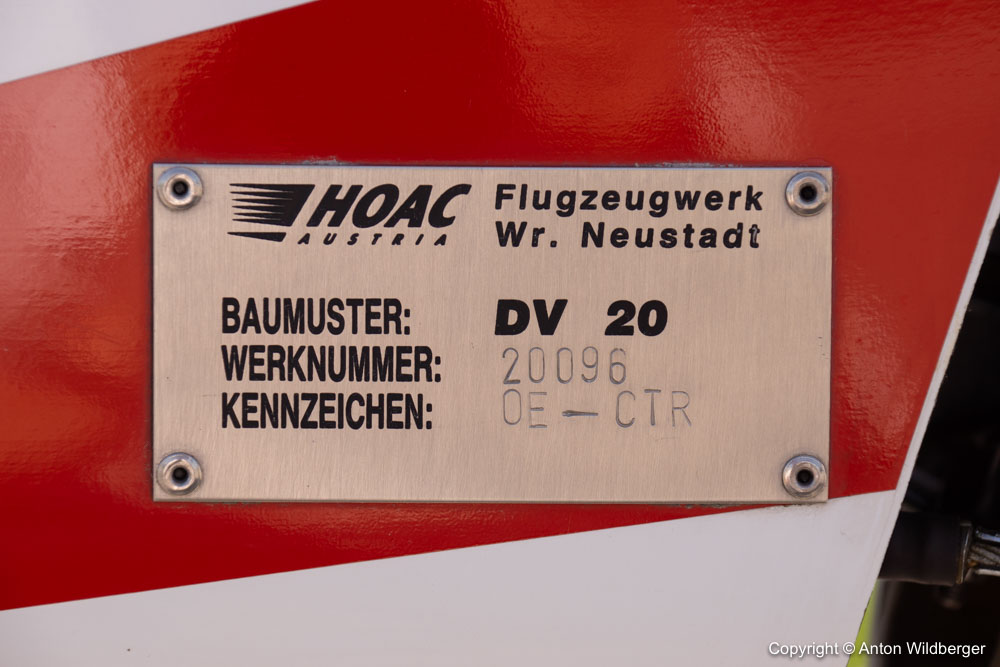 HOAC
AUSTRIA
Flugzeugwerk
Wr. Neustadt
BAUMUSTER: DV 20
WERKNUMMER: 20096
KENNZEICHEN: OE-CTR
Copyright © Anton Wildberger